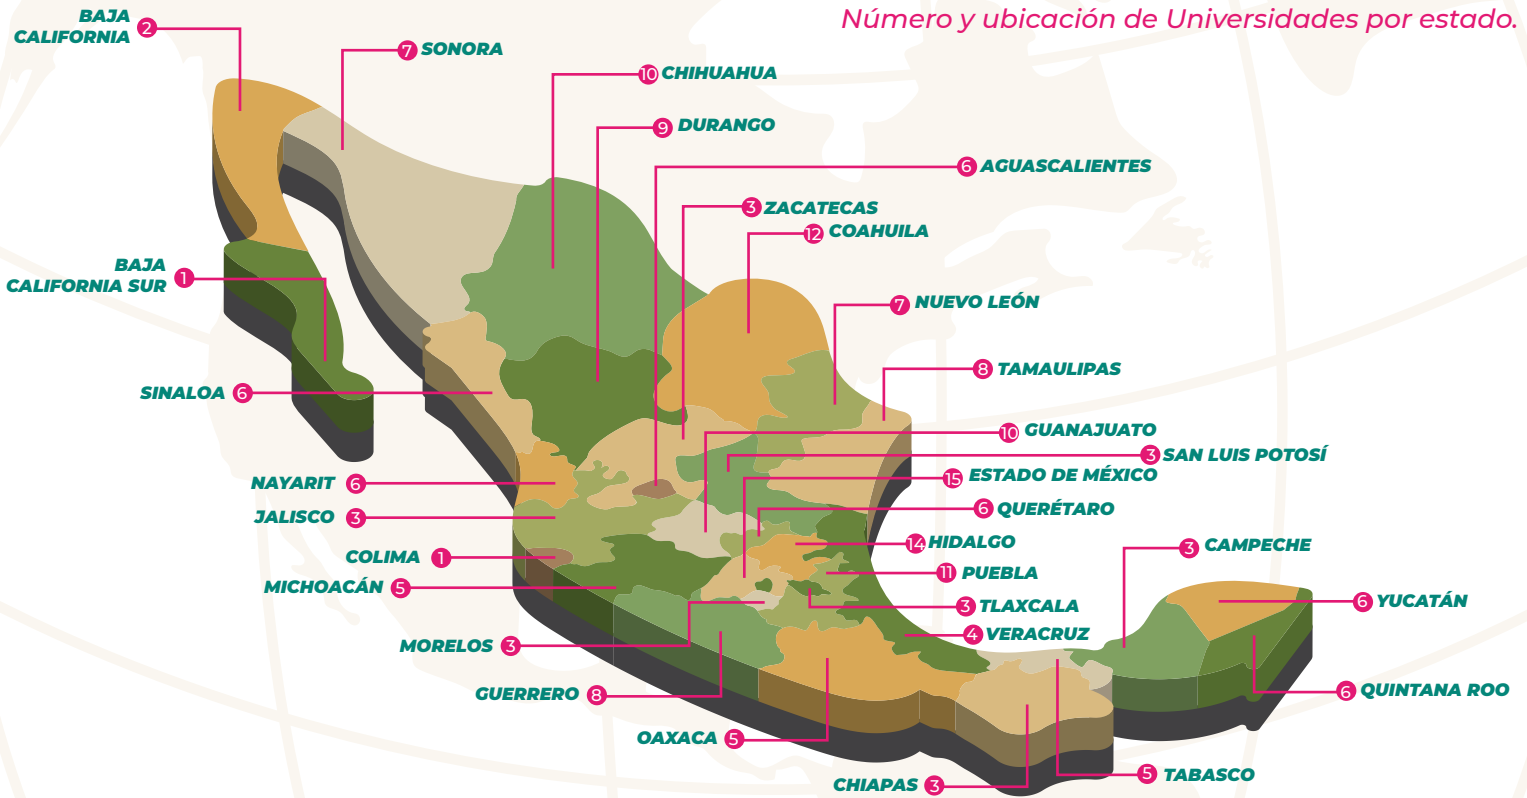 Número y ubicación de Universidades por estado.
BAJA
CALIFORNIA 2
7 SONORA
10 CHIHUAHUA
9 DURANGO
6 AGUASCALIENTES
3 ZACATECAS
12 COAHUILA
BAJA
CALIFORNIA SUR 1
7 NUEVO LEÓN
8 TAMAULIPAS
SINALOA 6
10 GUANAJUATO
3 SAN LUIS POTOSÍ
15 ESTADO DE MÉXICO
NAYARIT 6
6 QUERÉTARO
JALISCO 3
14 HIDALGO
3 CAMPECHE
COLIMA 1
11 PUEBLA
MICHOACÁN 5
6 YUCATÁN
3 TLAXCALA
4 VERACRUZ
MORELOS 3
GUERRERO 8
6 QUINTANA ROO
OAXACA 5
5 TABASCO
CHIAPAS 3